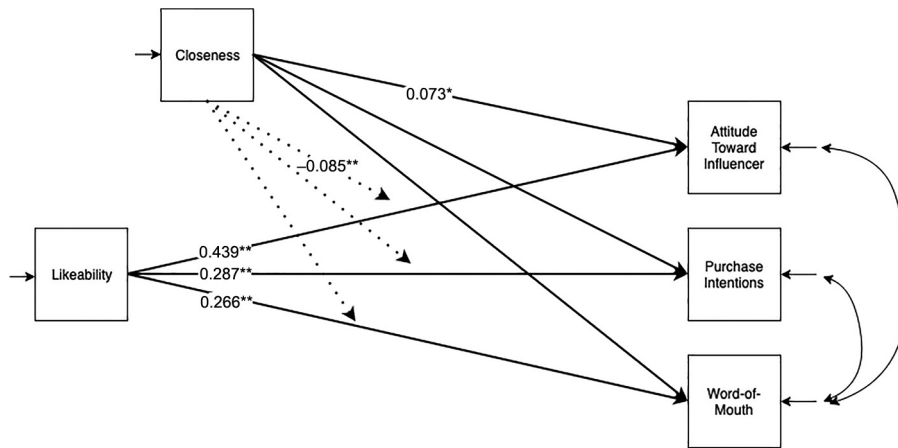 Closeness
0.073*
Attitude
Toward
Influencer
–0.085**
Likeability
0.439**
0.287**
0.266**
Purchase
Intentions
Word-of-
Mouth